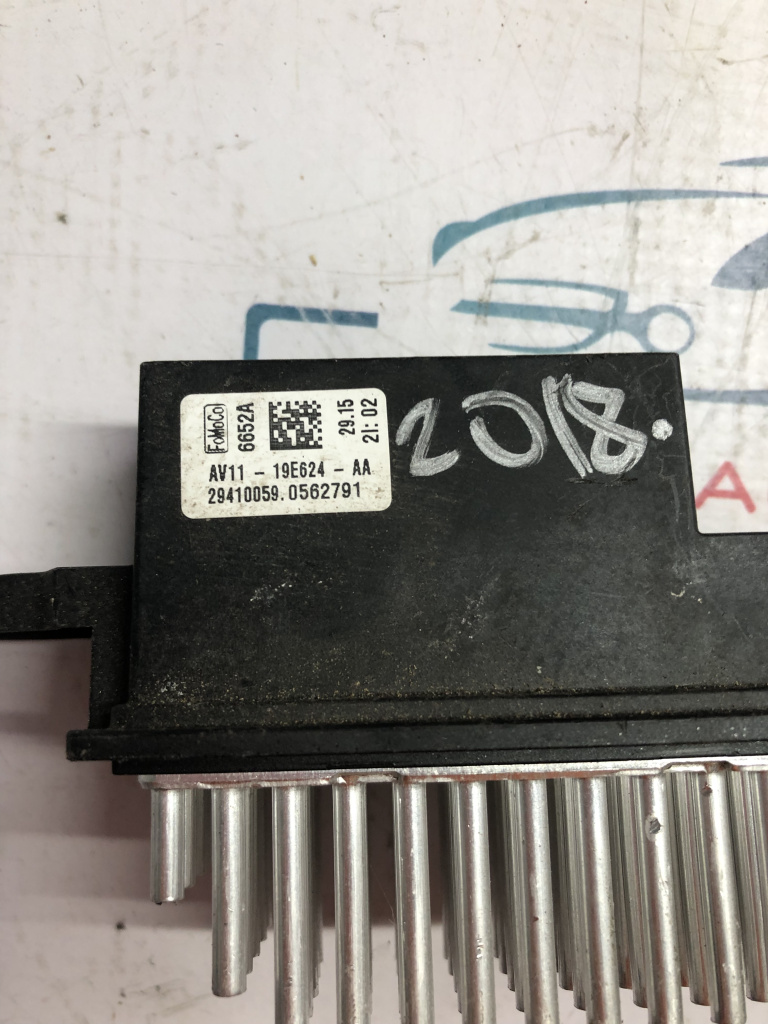 FoMoCo
6652A
29.15
21:02
AV11 - 19E624 - AA
29410059.0562791
2018.
A